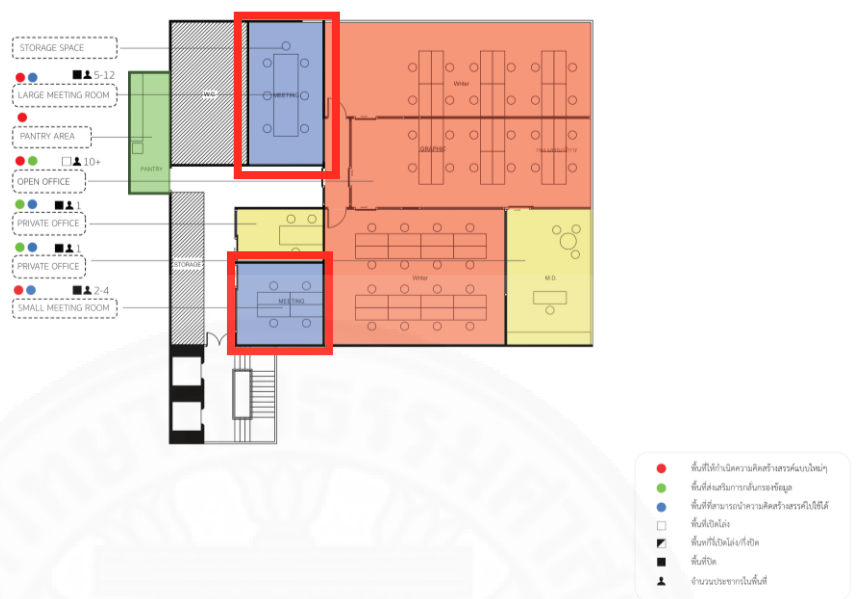 STORAGE SPACE
5-12
LARGE MEETING ROOM
PANTRY AREA
10+
OPEN OFFICE
1
PRIVATE OFFICE
1
PRIVATE OFFICE
2-4
SMALL MEETING ROOM
W.C
MEETING
Writer
GRAPHIC
PANTRY
STORAGE
MEETING
Writer
M.D.
พื้นที่ให้กำเนิดความคิดสร้างสรรค์แบบใหม่ๆ
พื้นที่ส่งเสริมการกลั่นกรองข้อมูล
พื้นที่ที่สามารถนำความคิดสร้างสรรค์ไปใช้ได้
พื้นที่เปิดโล่ง
พื้นที่กึ่งเปิดโล่ง/กึ่งปิด
พื้นที่ปิด
จำนวนประชากรในพื้นที่